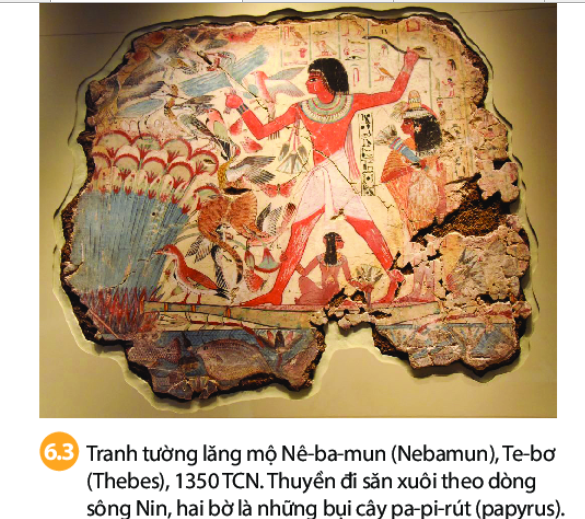 6.3 Tranh tường lăng mộ Nê-ba-mun (Nebamun), Te-bơ
(Thebes), 1350 TCN. Thuyền đi săn xuôi theo dòng
sông Nin, hai bờ là những bụi cây pa-pi-rút (papyrus).